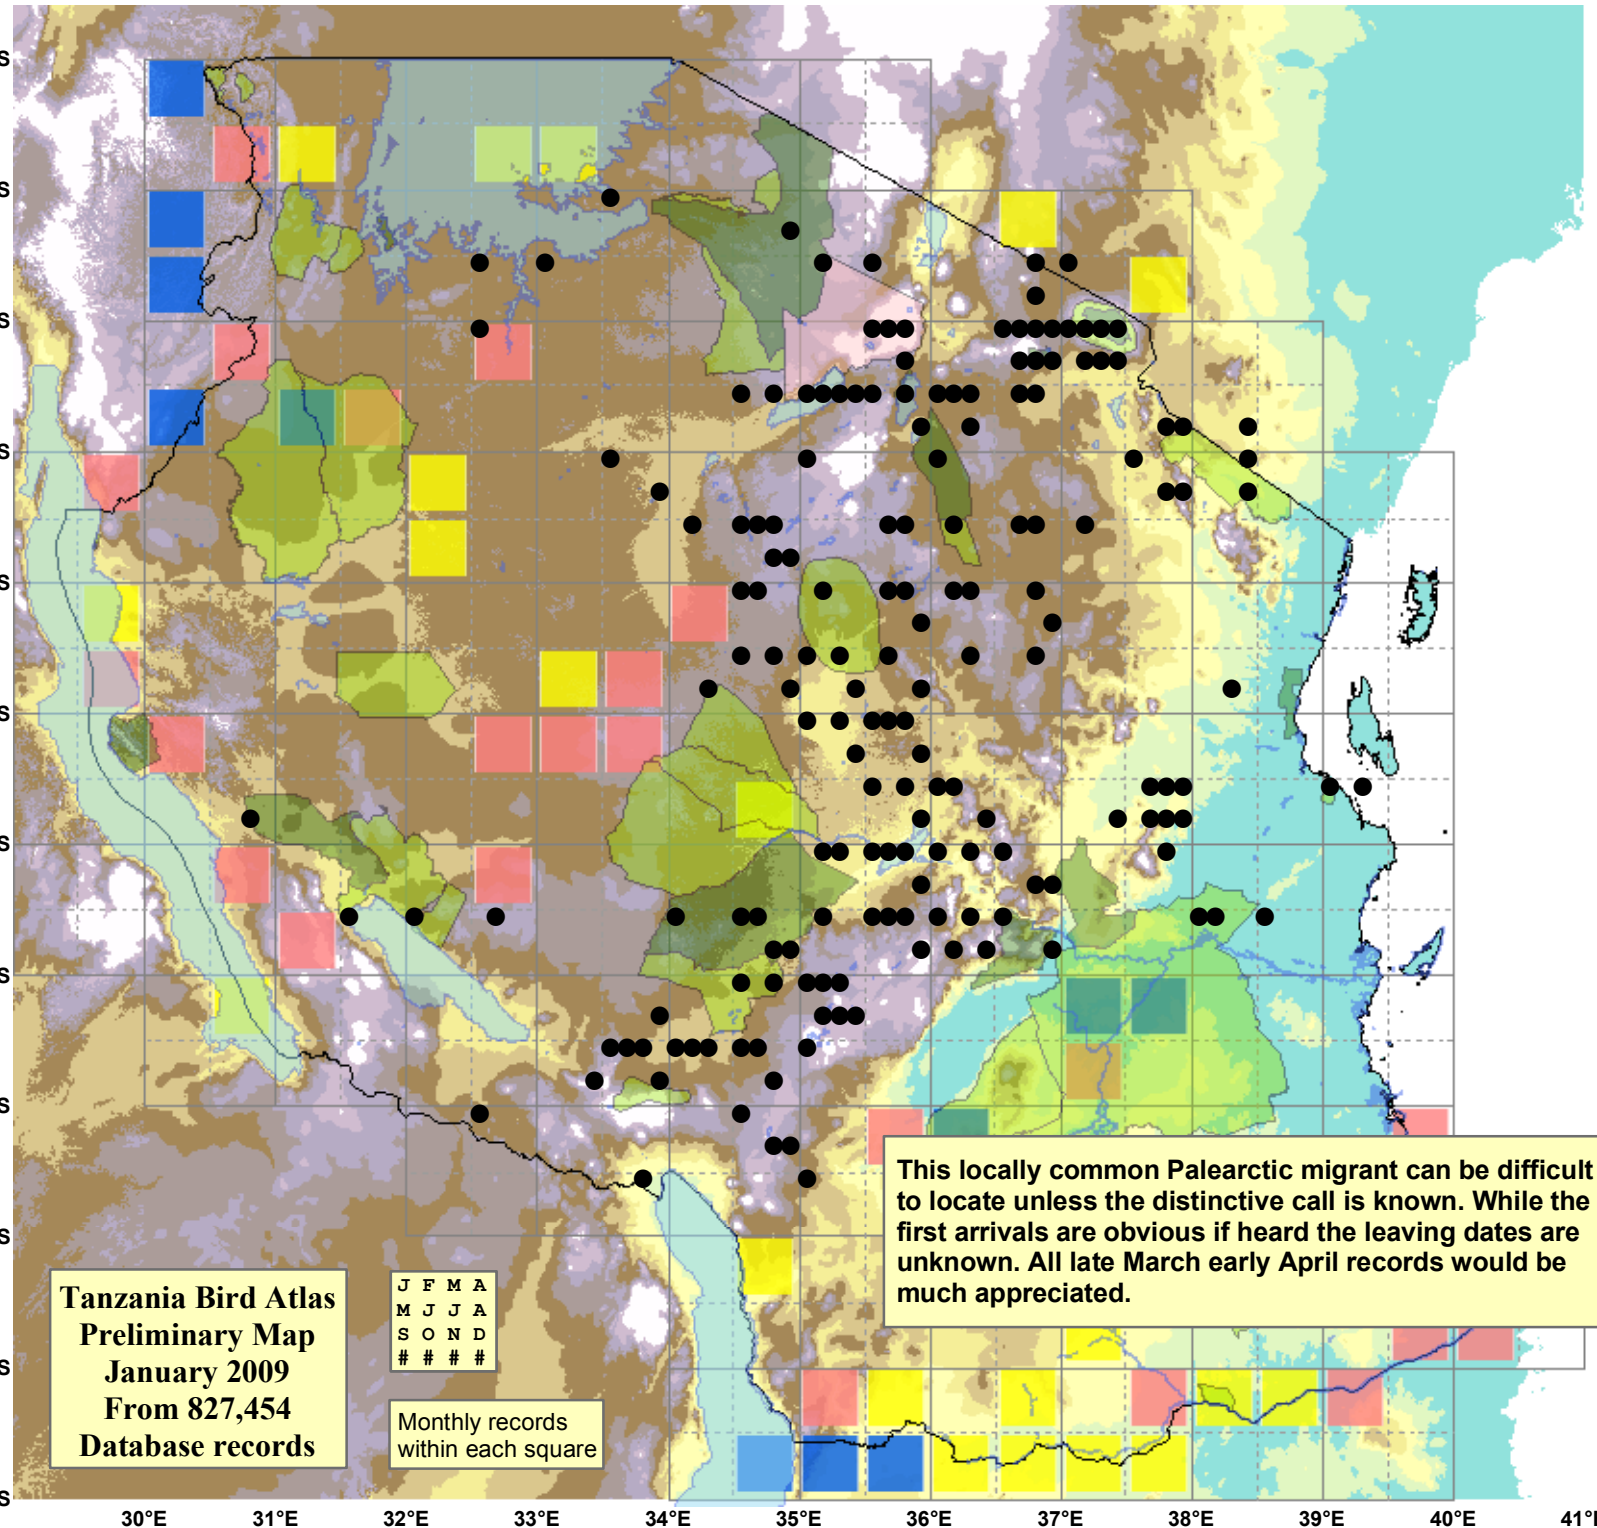 S
S
S
S
S
S
S
S
S
S
S
S
This locally common Palearctic migrant can be difficult
to locate unless the distinctive call is known. While the
first arrivals are obvious if heard the leaving dates are
unknown. All late March early April records would be
much appreciated.
Tanzania Bird Atlas
Preliminary Map
January 2009
From 827,454
Database records
J F M A
M J J A
S O N D
# # # #
Monthly records
within each square
30°E 31°E 32°E 33°E 34°E 35°E 36°E 37°E 38°E 39°E 40°E 41°E